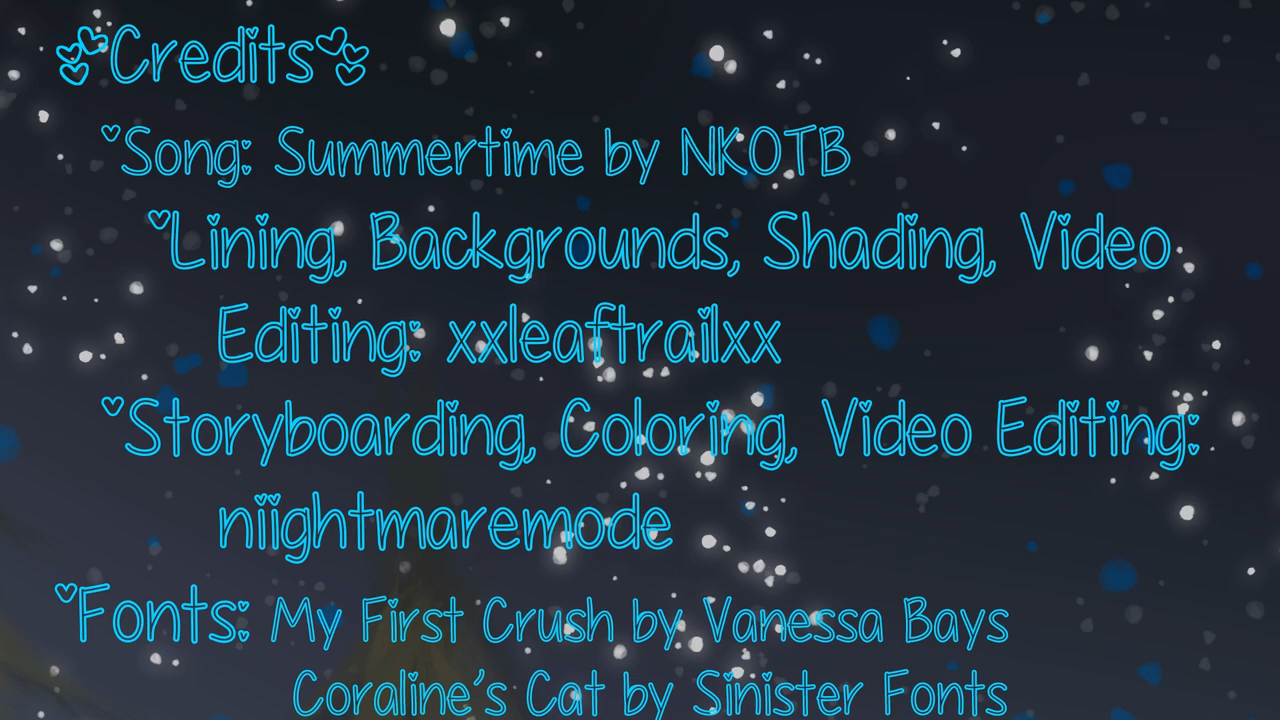 Credits
Song: Summertime by NKOTB
Lining, Backgrounds, Shading, Video
Editing: xxleaftrailxx
Storyboarding, Coloring, Video Editing:
niightmaremode
Fonts: My First Crush by Vanessa Bays
Coraline's Cat by Sinister Fonts